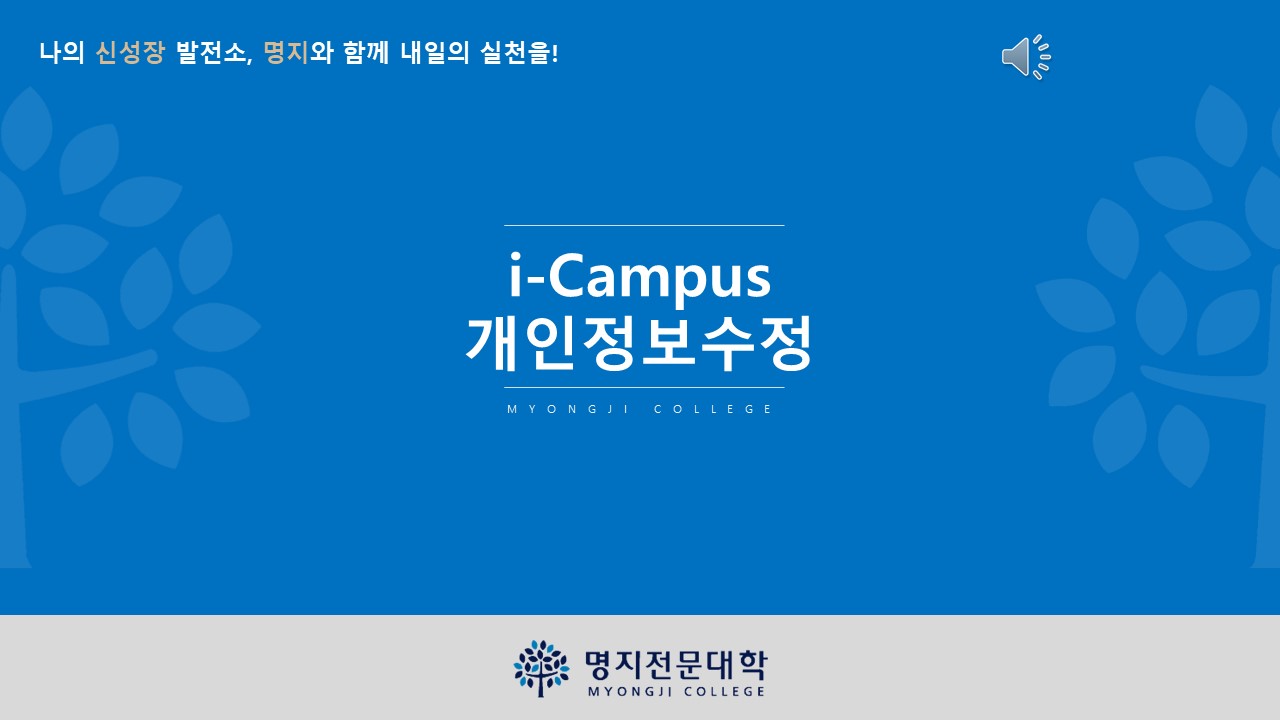 나의 신성장 발전소, 명지와 함께 내일의 실천을!
i-Campus
개인정보수정
MYONGJI COLLEGE
명지전문대학
MYONGJI COLLEGE